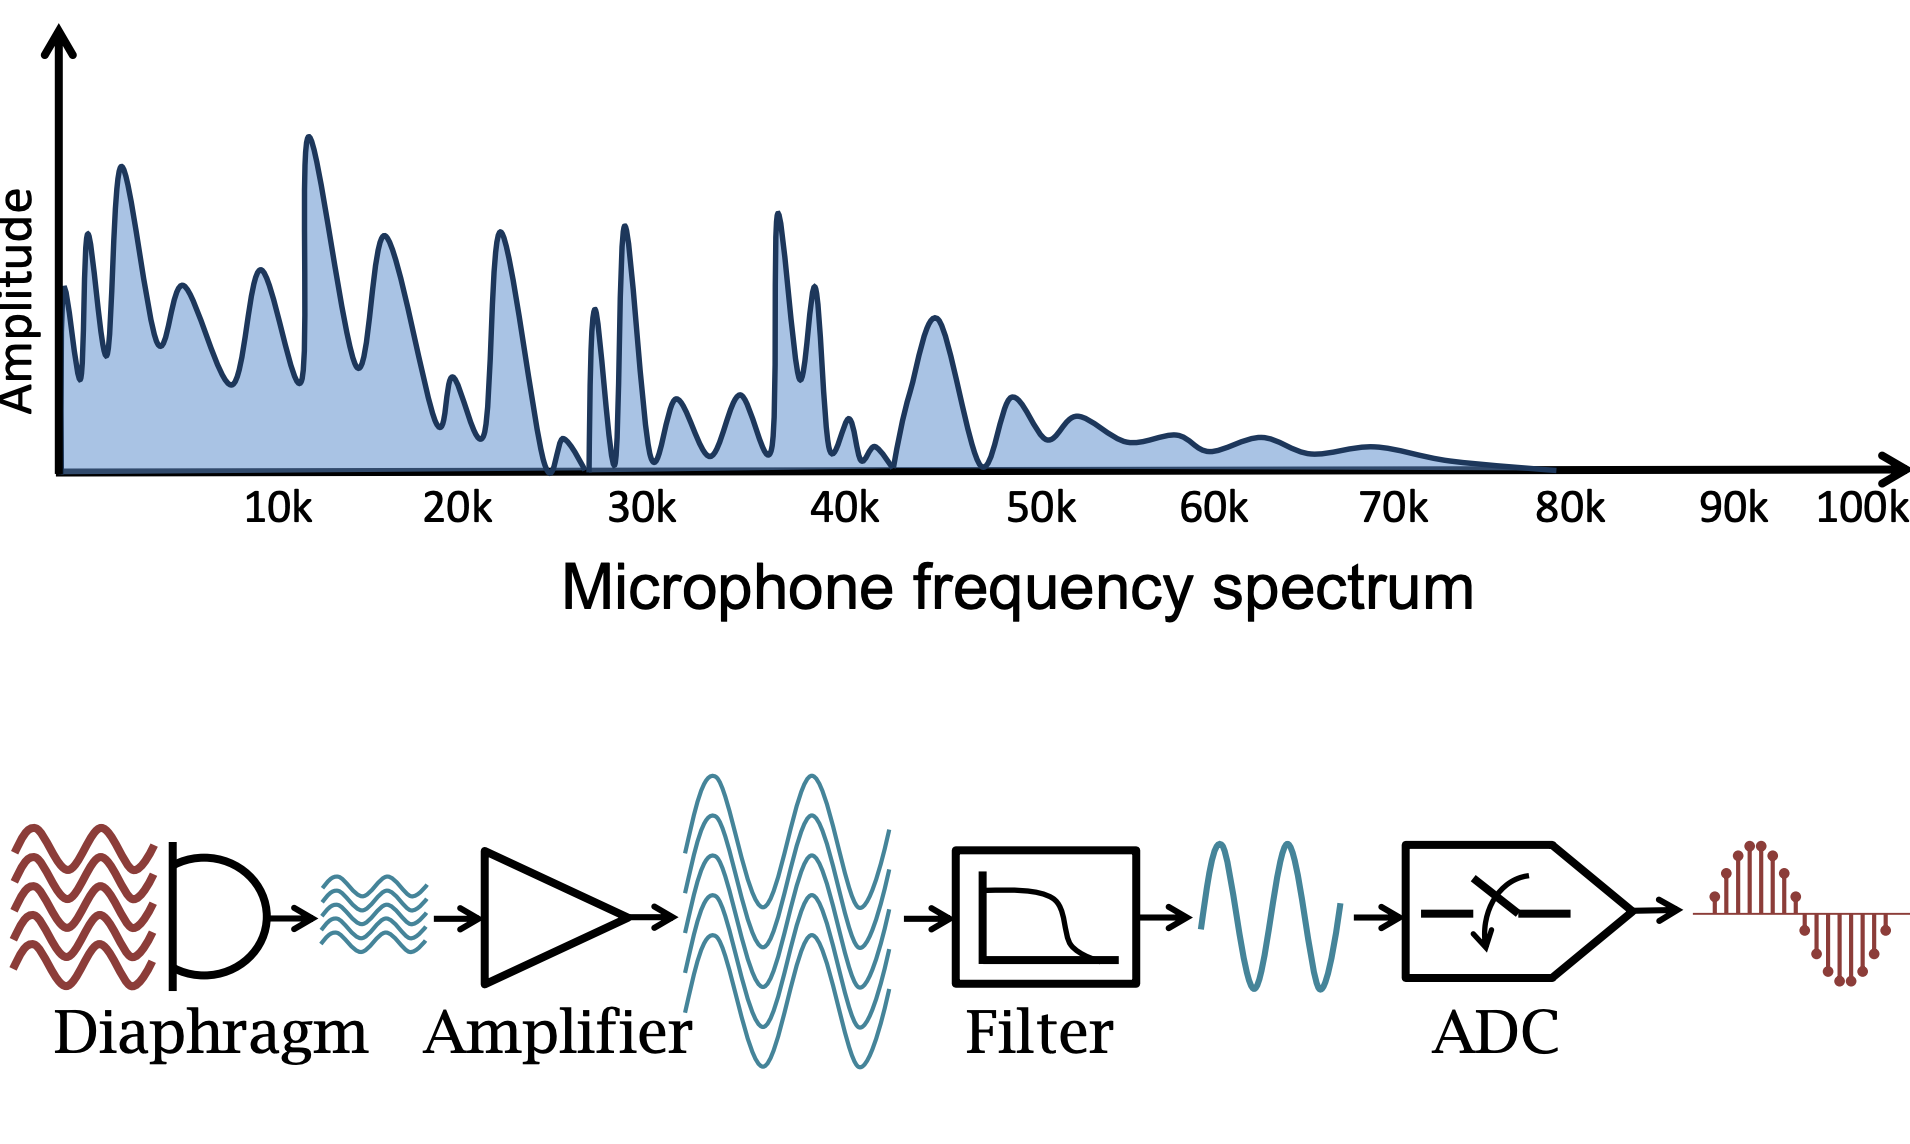 Amplitude
10k 20k 30k 40k 50k 60k 70k 80k 90k 100k
Microphone frequency spectrum
Diaphragm Amplifier Filter ADC